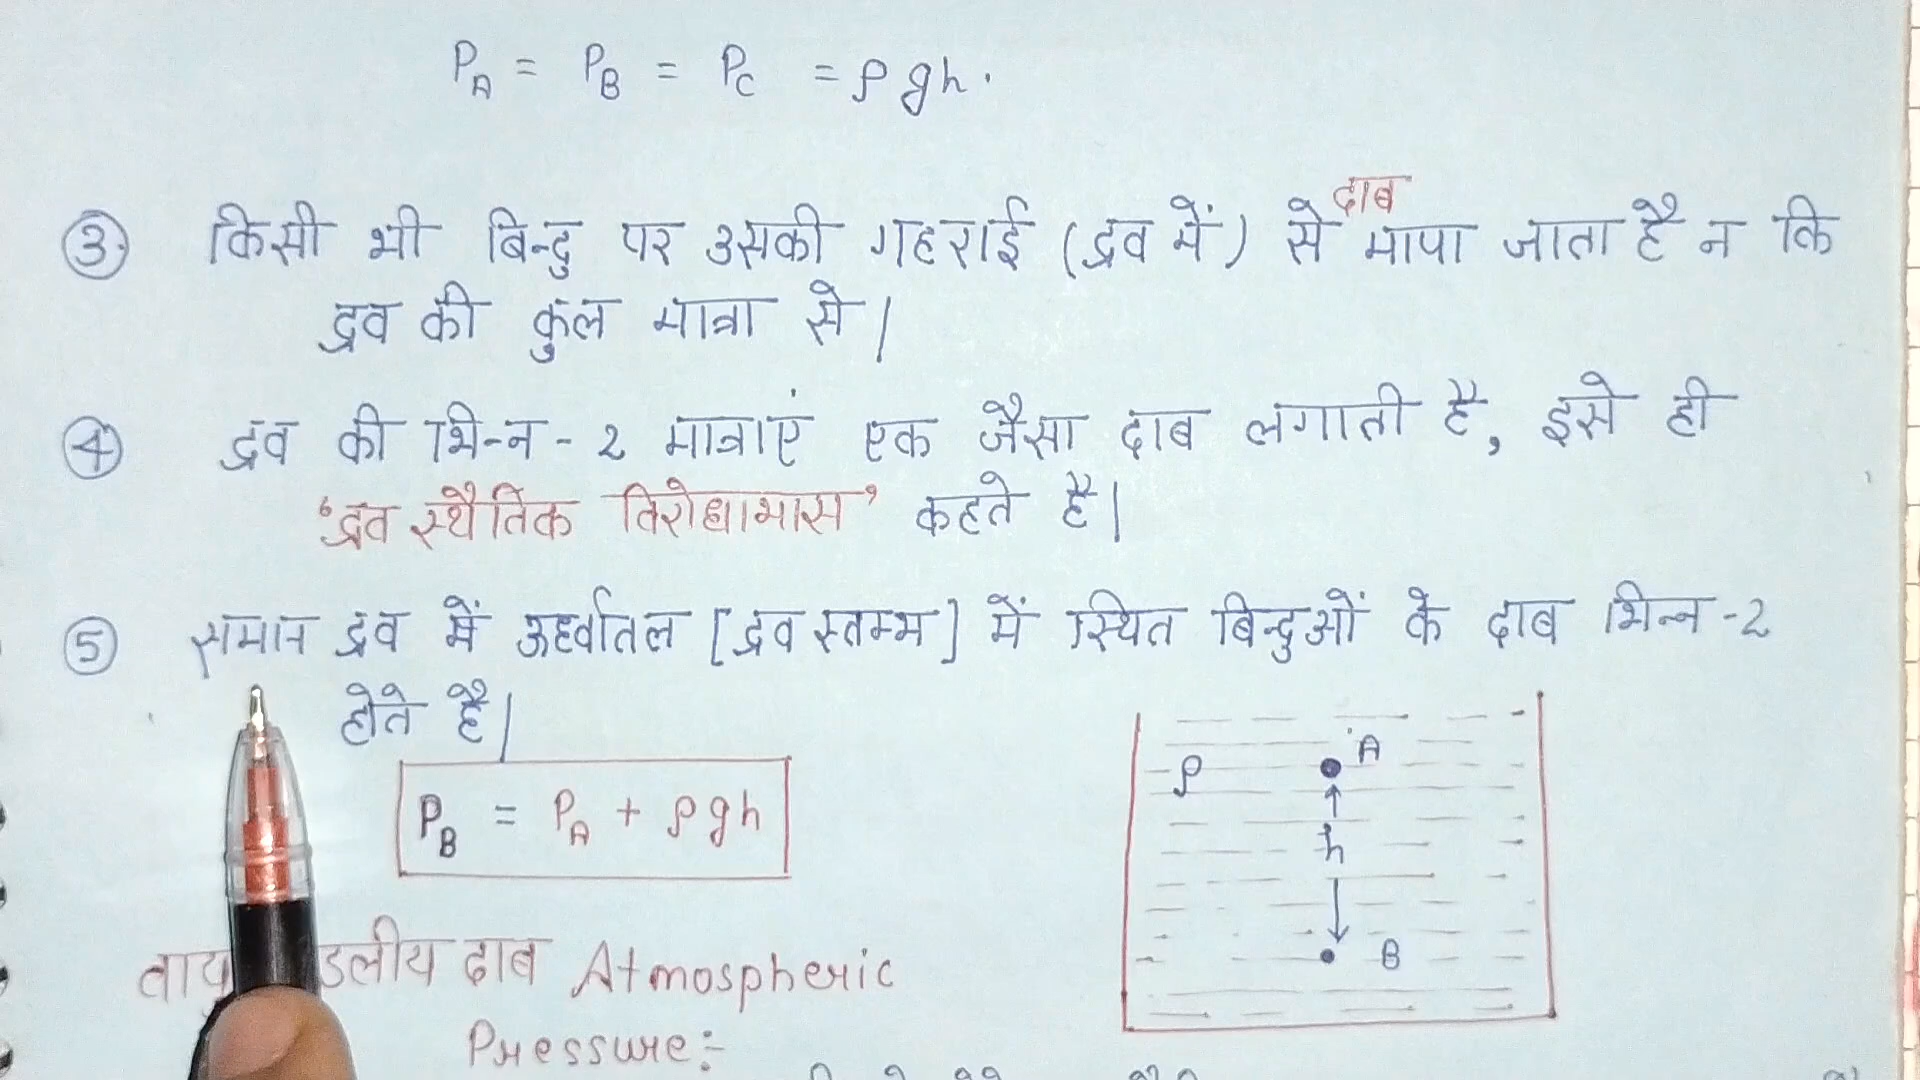 P_A = P_B = P_C = ρgh.
दाब
③ किसी भी बिन्दु पर उसकी गहराई (द्रव में) से मापा जाता है न कि
द्रव की कुल मात्रा से|
④ द्रव की भिन्न-2 मात्राएं एक जैसा दाब लगाती है, इसे ही
'द्रव स्थैतिक विरोधाभास' कहते है|
⑤ समान द्रव में ऊर्ध्वातल [द्रव स्तम्भ] में स्थित बिन्दुओं के दाब भिन्न-2
होते है|
P_B = P_A + ρgh
ρ
A
h
B
दाब Atmospheric
Pressure:-